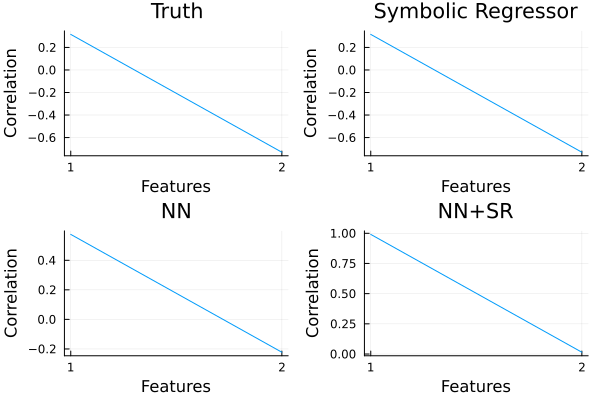 Truth
Correlation
0.2
0.0
−0.2
−0.4
−0.6
1
2
Features
Symbolic Regressor
Correlation
0.2
0.0
−0.2
−0.4
−0.6
1
2
Features
NN
Correlation
0.4
0.2
0.0
−0.2
1
2
Features
NN+SR
Correlation
1.00
0.75
0.50
0.25
0.00
1
2
Features